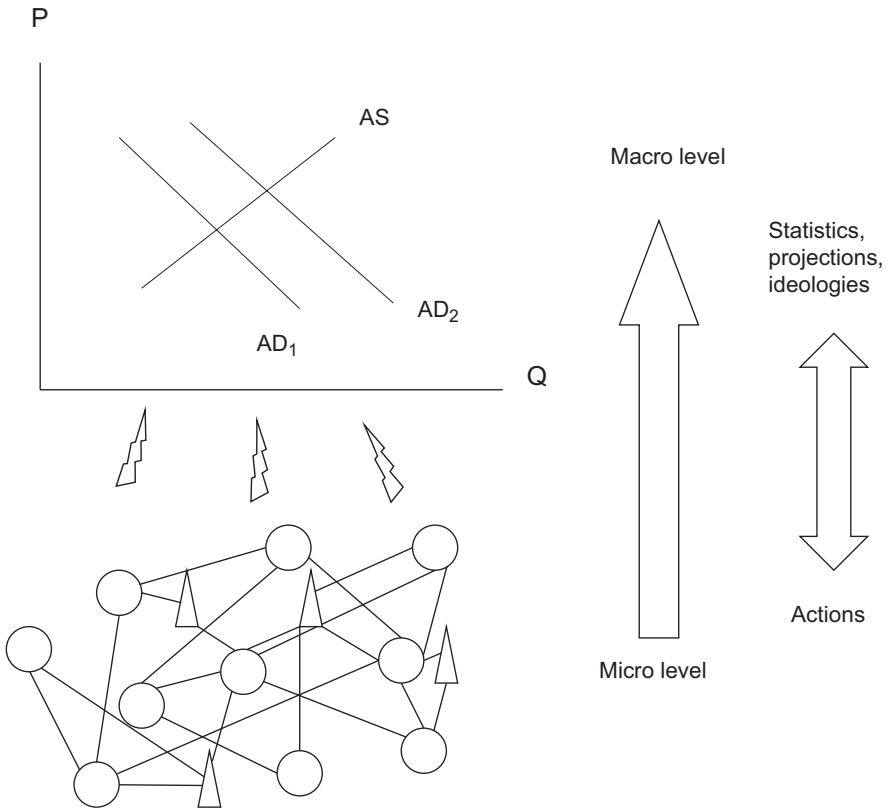 P
AS
Macro level
Statistics,
projections,
ideologies
AD₂
AD₁
Q
Actions
Micro level